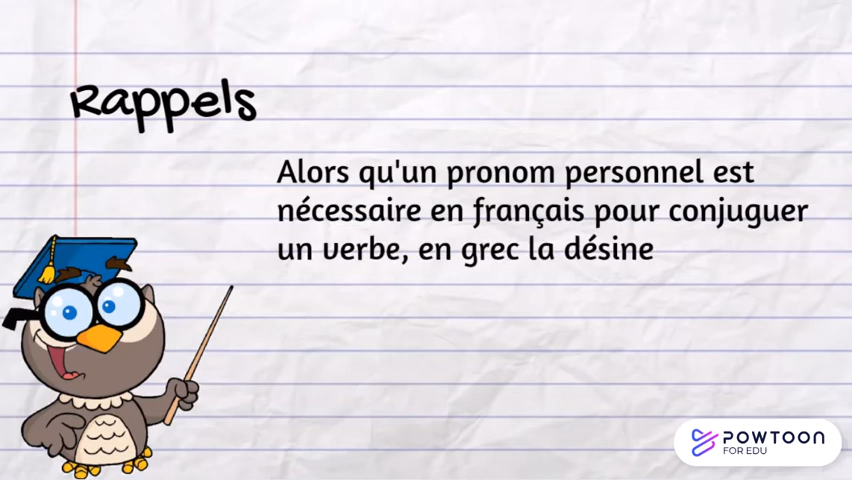 Rappels
Alors qu'un pronom personnel est
nécessaire en français pour conjuguer
un verbe, en grec la désine
POWTOON
FOR EDU